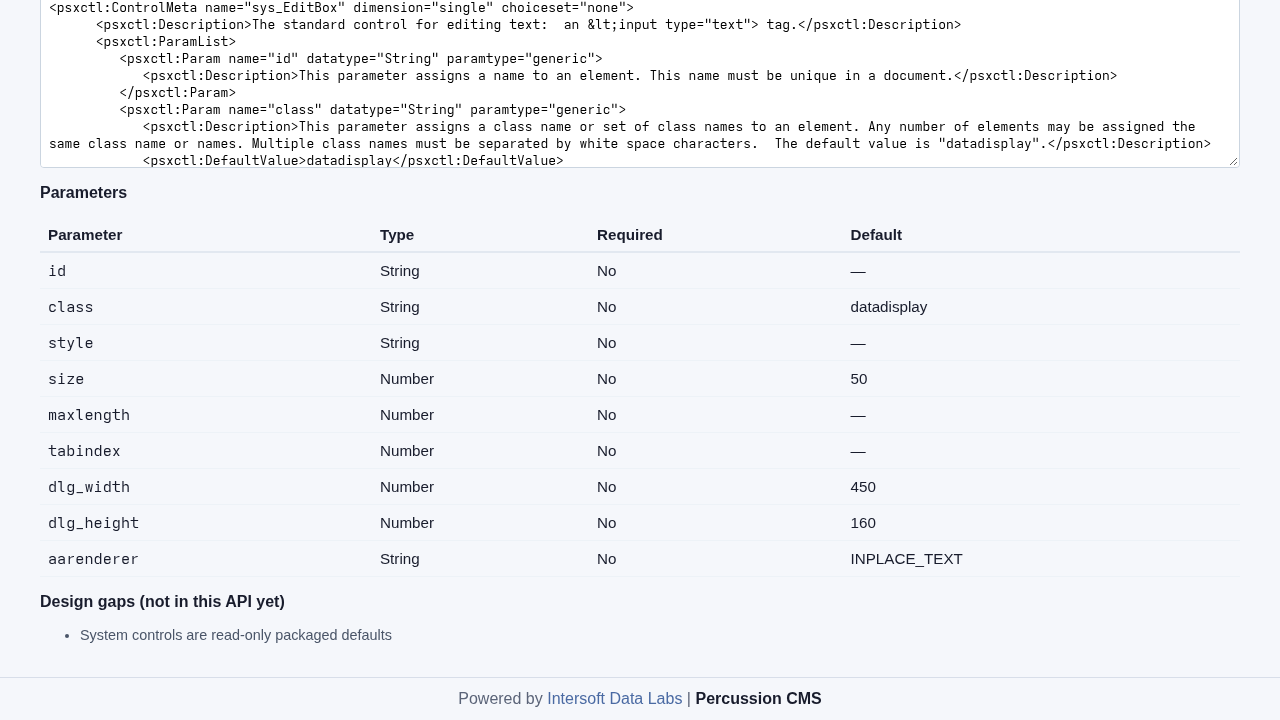 <psxctl:ControlMeta name="sys_EditBox" dimension="single" choiceset="none">
      <psxctl:Description>The standard control for editing text:  an &lt;input type="text"> tag.</psxctl:Description>
      <psxctl:ParamList>
         <psxctl:Param name="id" datatype="String" paramtype="generic">
            <psxctl:Description>This parameter assigns a name to an element. This name must be unique in a document.</psxctl:Description>
         </psxctl:Param>
         <psxctl:Param name="class" datatype="String" paramtype="generic">
            <psxctl:Description>This parameter assigns a class name or set of class names to an element. Any number of elements may be assigned the
same class name or names. Multiple class names must be separated by white space characters.  The default value is "datadisplay".</psxctl:Description>
            <psxctl:DefaultValue>datadisplay</psxctl:DefaultValue>
Parameters
Parameter Type Required Default
id String No —
class String No datadisplay
style String No —
size Number No 50
maxlength Number No —
tabindex Number No —
dlg_width Number No 450
dlg_height Number No 160
aarenderer String No INPLACE_TEXT
Design gaps (not in this API yet)
• System controls are read-only packaged defaults
Powered by Intersoft Data Labs | Percussion CMS